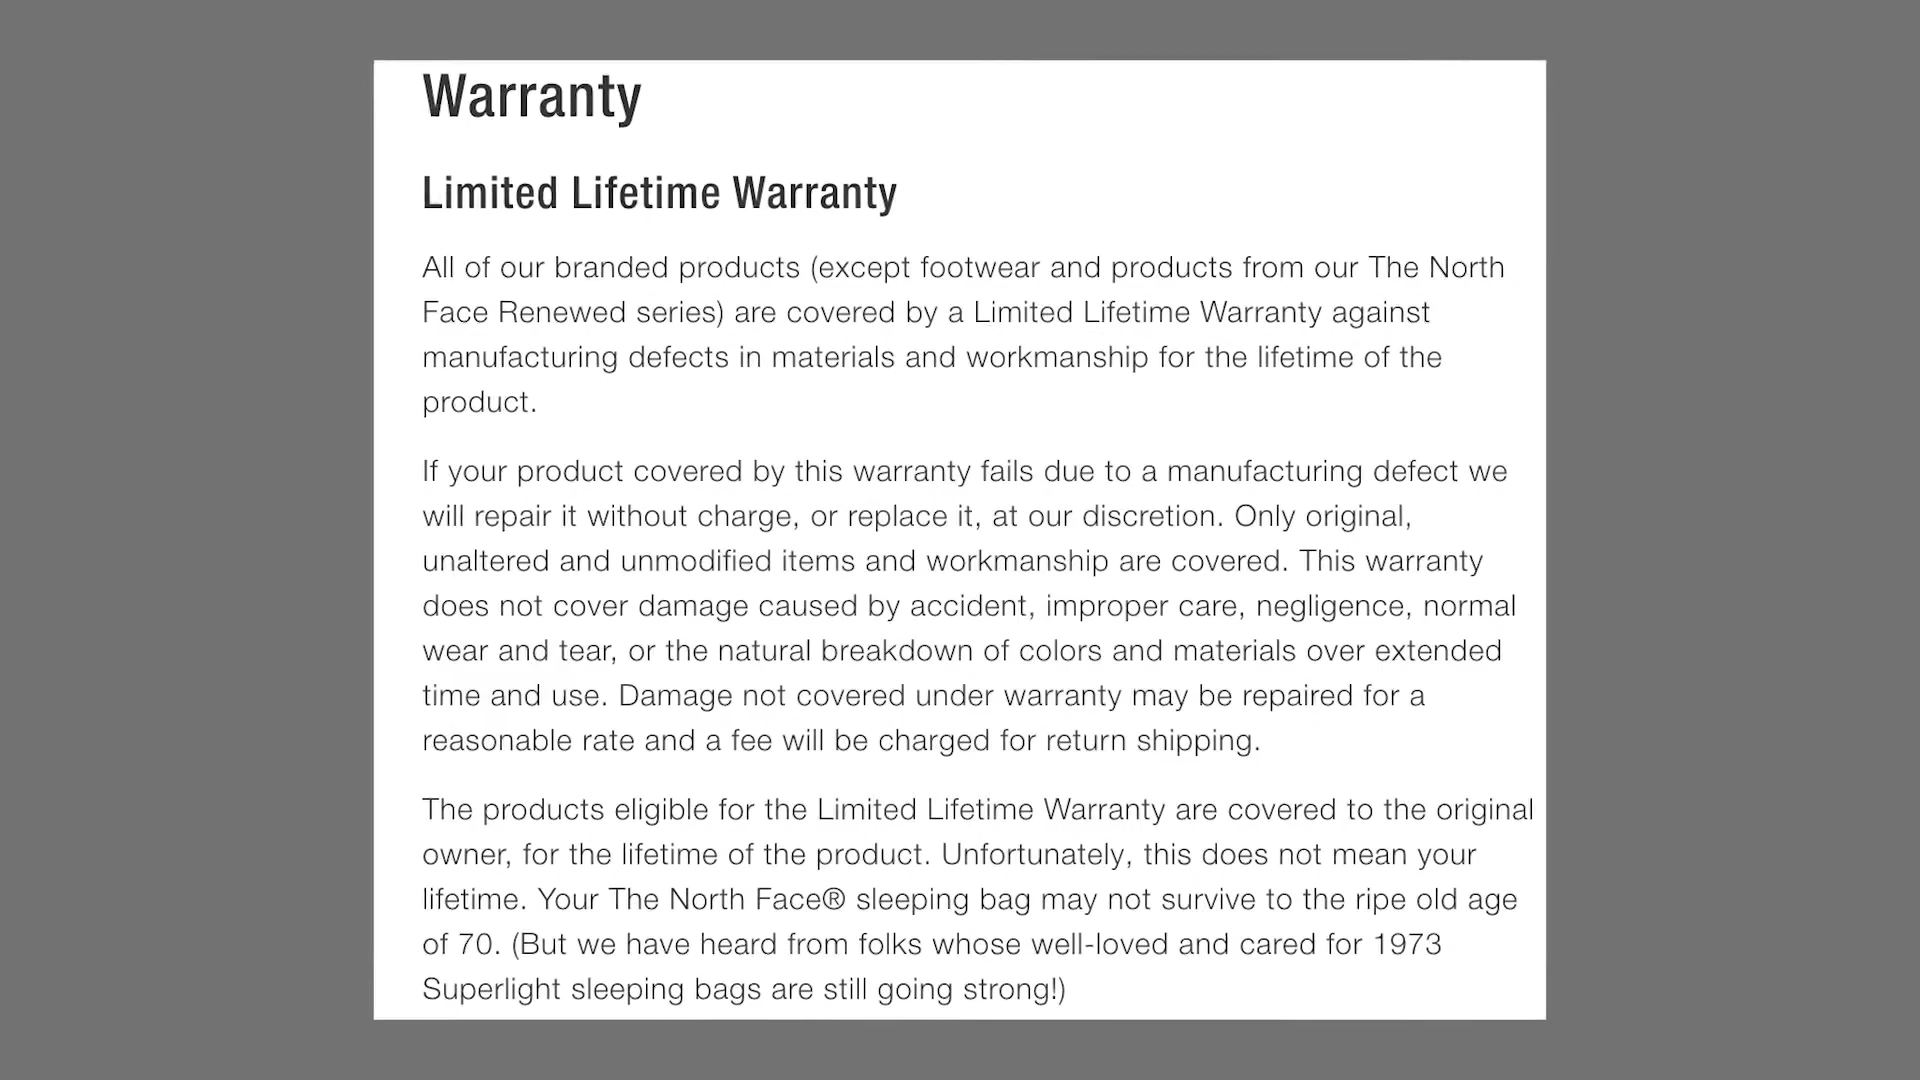 Warranty
Limited Lifetime Warranty
All of our branded products (except footwear and products from our The North
Face Renewed series) are covered by a Limited Lifetime Warranty against
manufacturing defects in materials and workmanship for the lifetime of the
product.
If your product covered by this warranty fails due to a manufacturing defect we
will repair it without charge, or replace it, at our discretion. Only original,
unaltered and unmodified items and workmanship are covered. This warranty
does not cover damage caused by accident, improper care, negligence, normal
wear and tear, or the natural breakdown of colors and materials over extended
time and use. Damage not covered under warranty may be repaired for a
reasonable rate and a fee will be charged for return shipping.
The products eligible for the Limited Lifetime Warranty are covered to the original
owner, for the lifetime of the product. Unfortunately, this does not mean your
lifetime. Your The North Face® sleeping bag may not survive to the ripe old age
of 70. (But we have heard from folks whose well-loved and cared for 1973
Superlight sleeping bags are still going strong!)